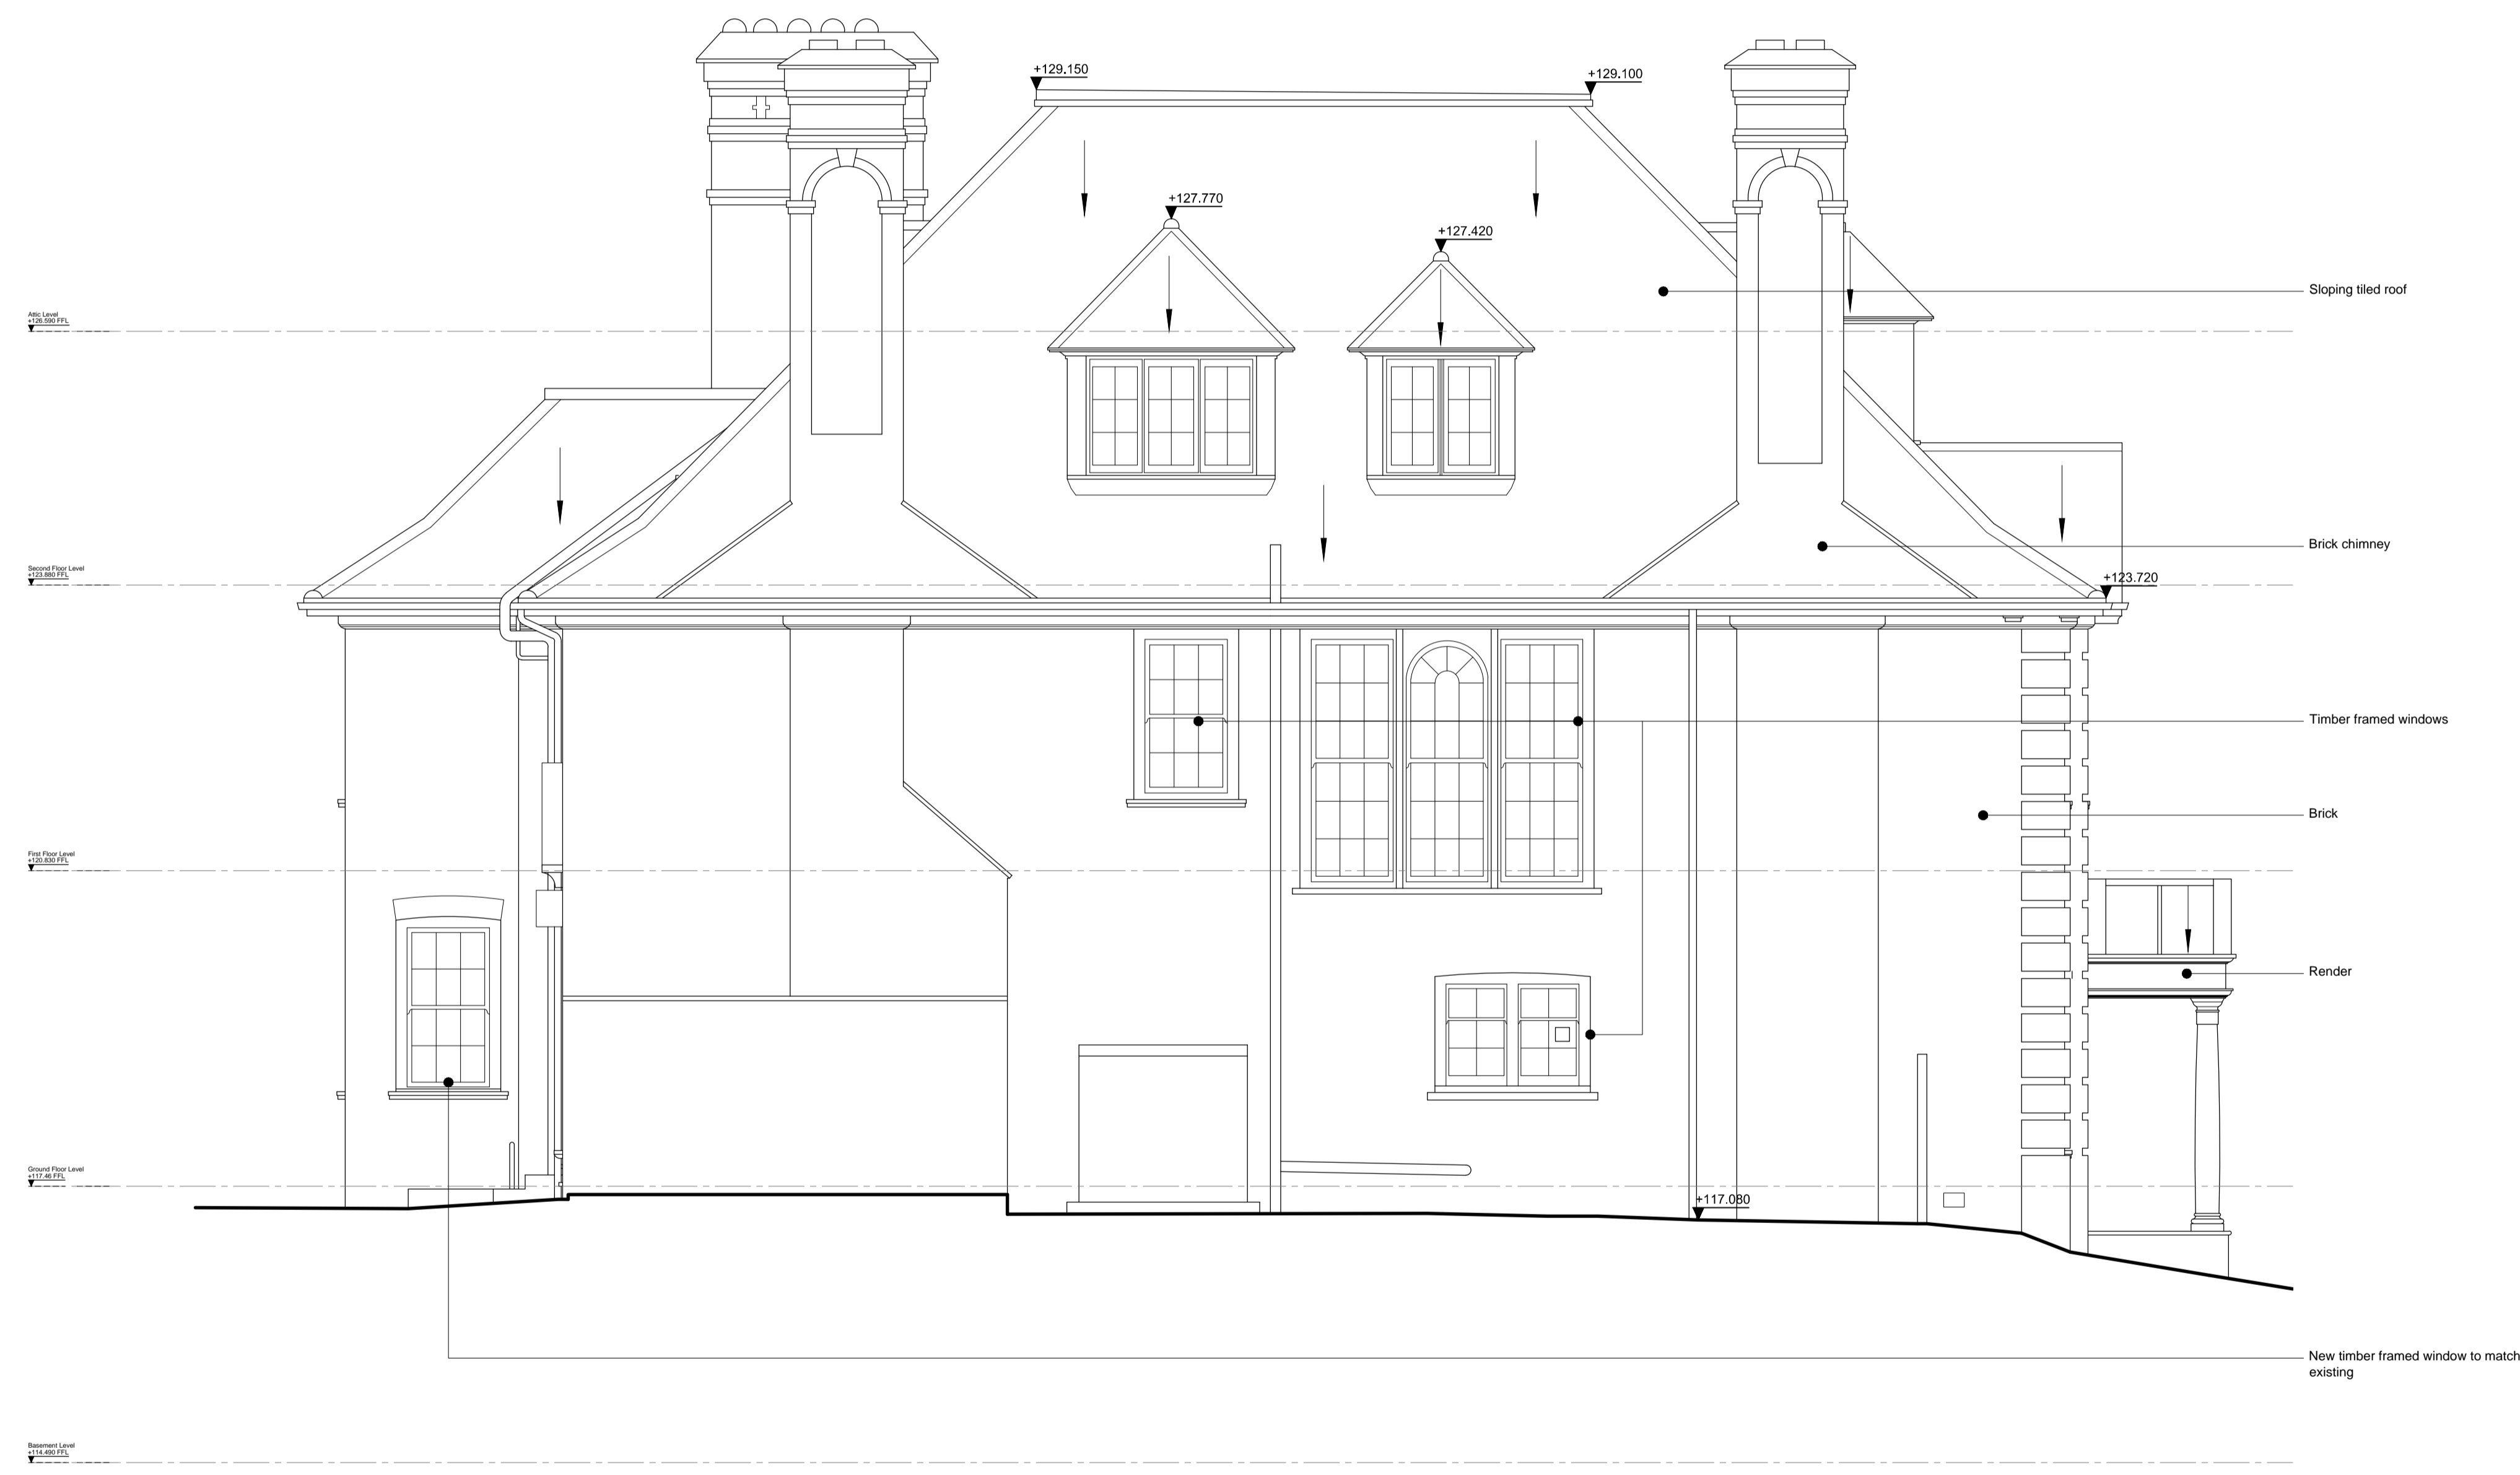 +129.150
+129.100
+127.770
+127.420
Sloping tiled roof
Attic Level
+126.590 FFL
Brick chimney
Second Floor Level
+123.880 FFL
+123.720
Timber framed windows
Brick
First Floor Level
+120.830 FFL
Render
Ground Floor Level
+117.46 FFL
+117.080
New timber framed window to match
existing
Basement Level
+114.490 FFL